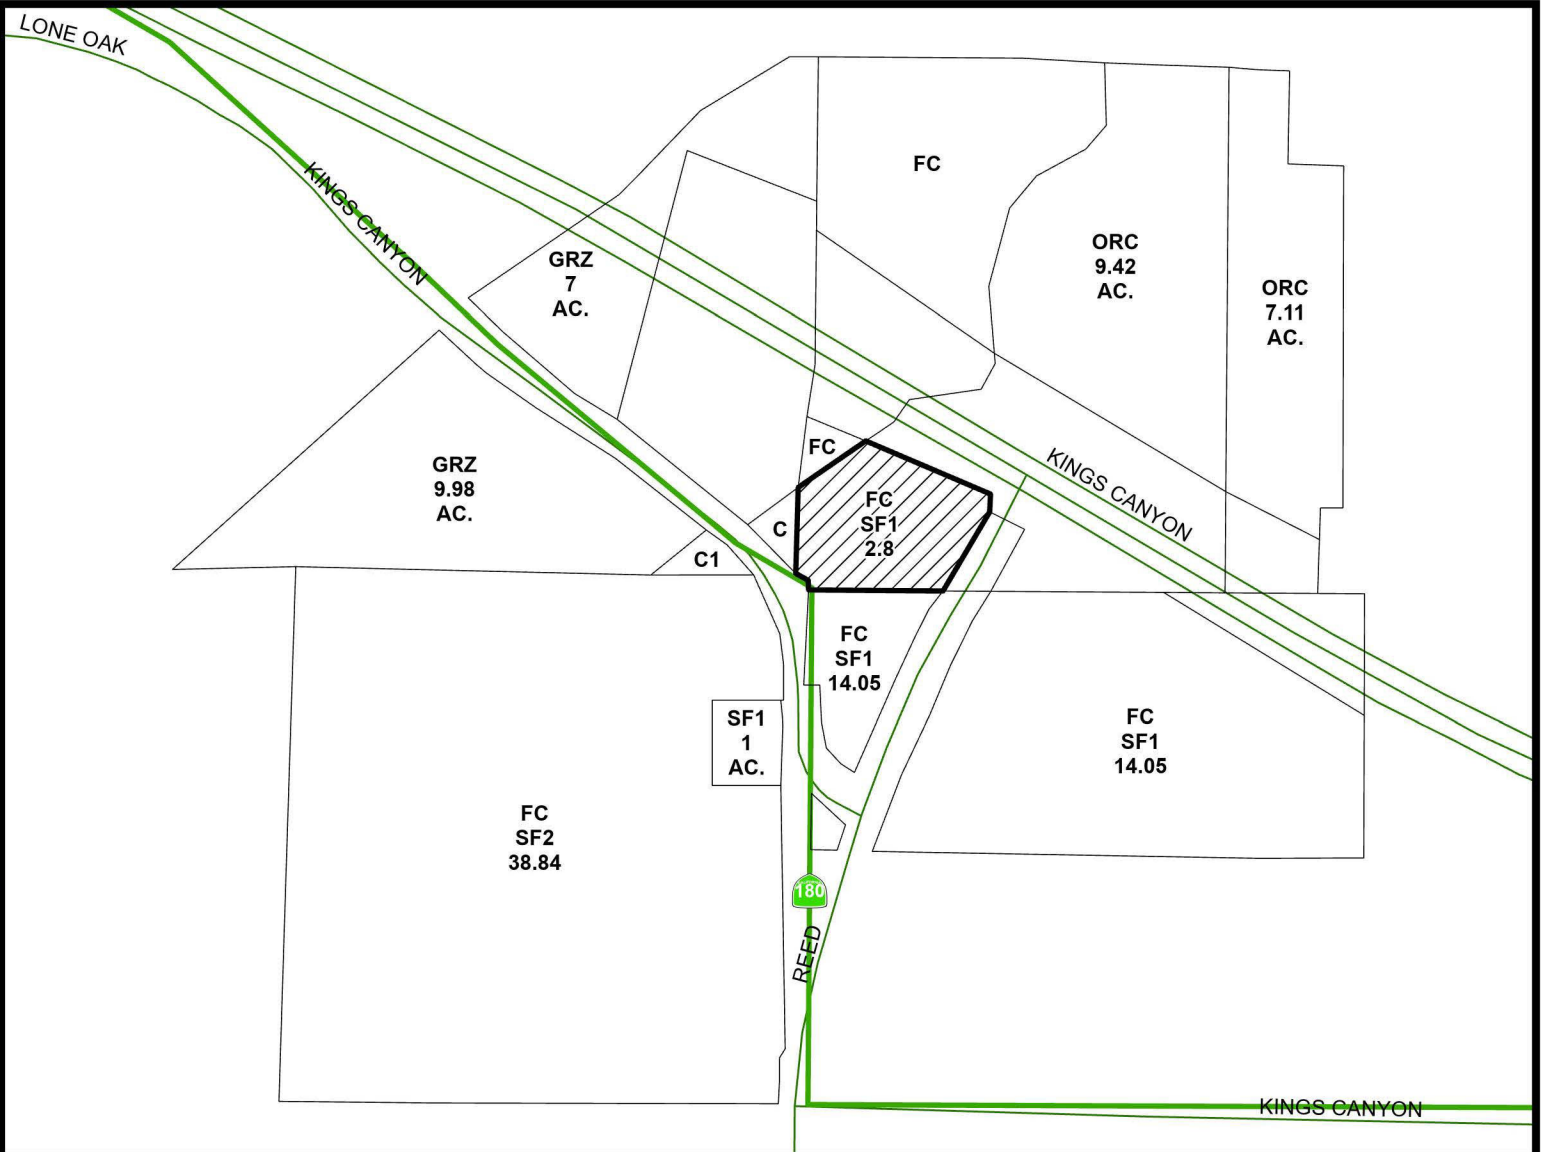 LONE OAK
KINGS CANYON
FC
GRZ
7
AC.
ORC
9.42
AC.
ORC
7.11
AC.
GRZ
9.98
AC.
FC
KINGS CANYON
FC
SF1
2.8
C
C1
FC
SF1
14.05
SF1
1
AC.
FC
SF1
14.05
FC
SF2
38.84
180
REED
KINGS CANYON